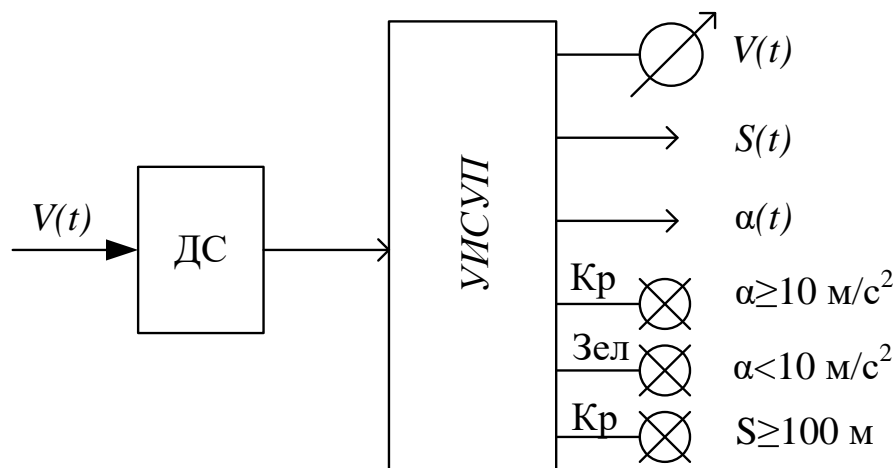 V(t)
ДС
УИСУП
V(t)
S(t)
α(t)
Кр
α≥10 м/с²
Зел
α<10 м/с²
Кр
S≥100 м